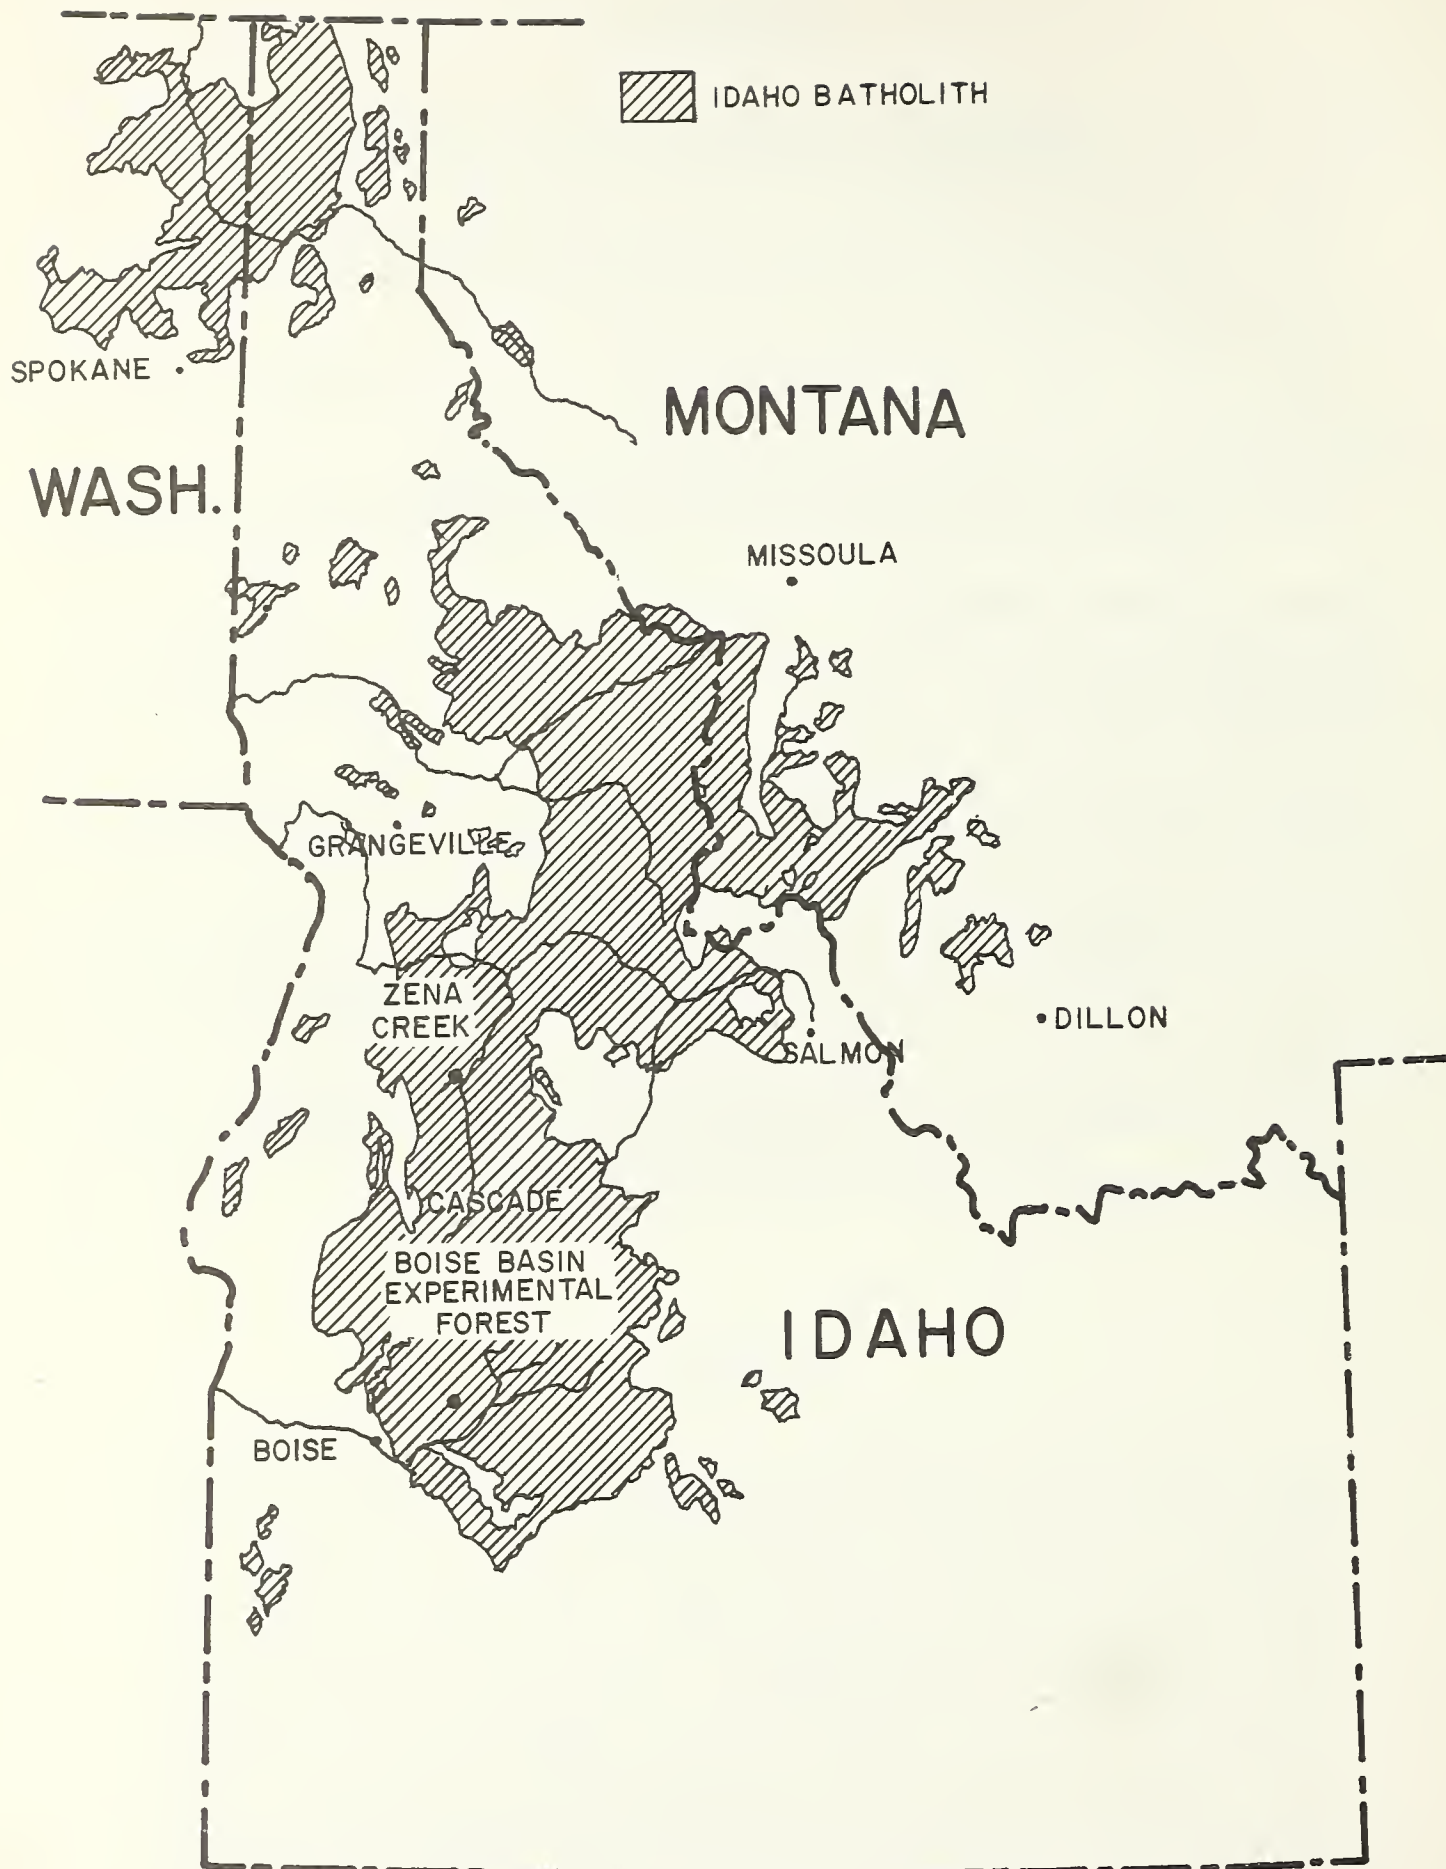 IDAHO BATHOLITH
SPOKANE
MONTANA
WASH.
MISSOULA
GRANGEVILLE
ZENA
CREEK
DILLON
SALMON
CASCADE
BOISE BASIN
EXPERIMENTAL
FOREST
IDAHO
BOISE